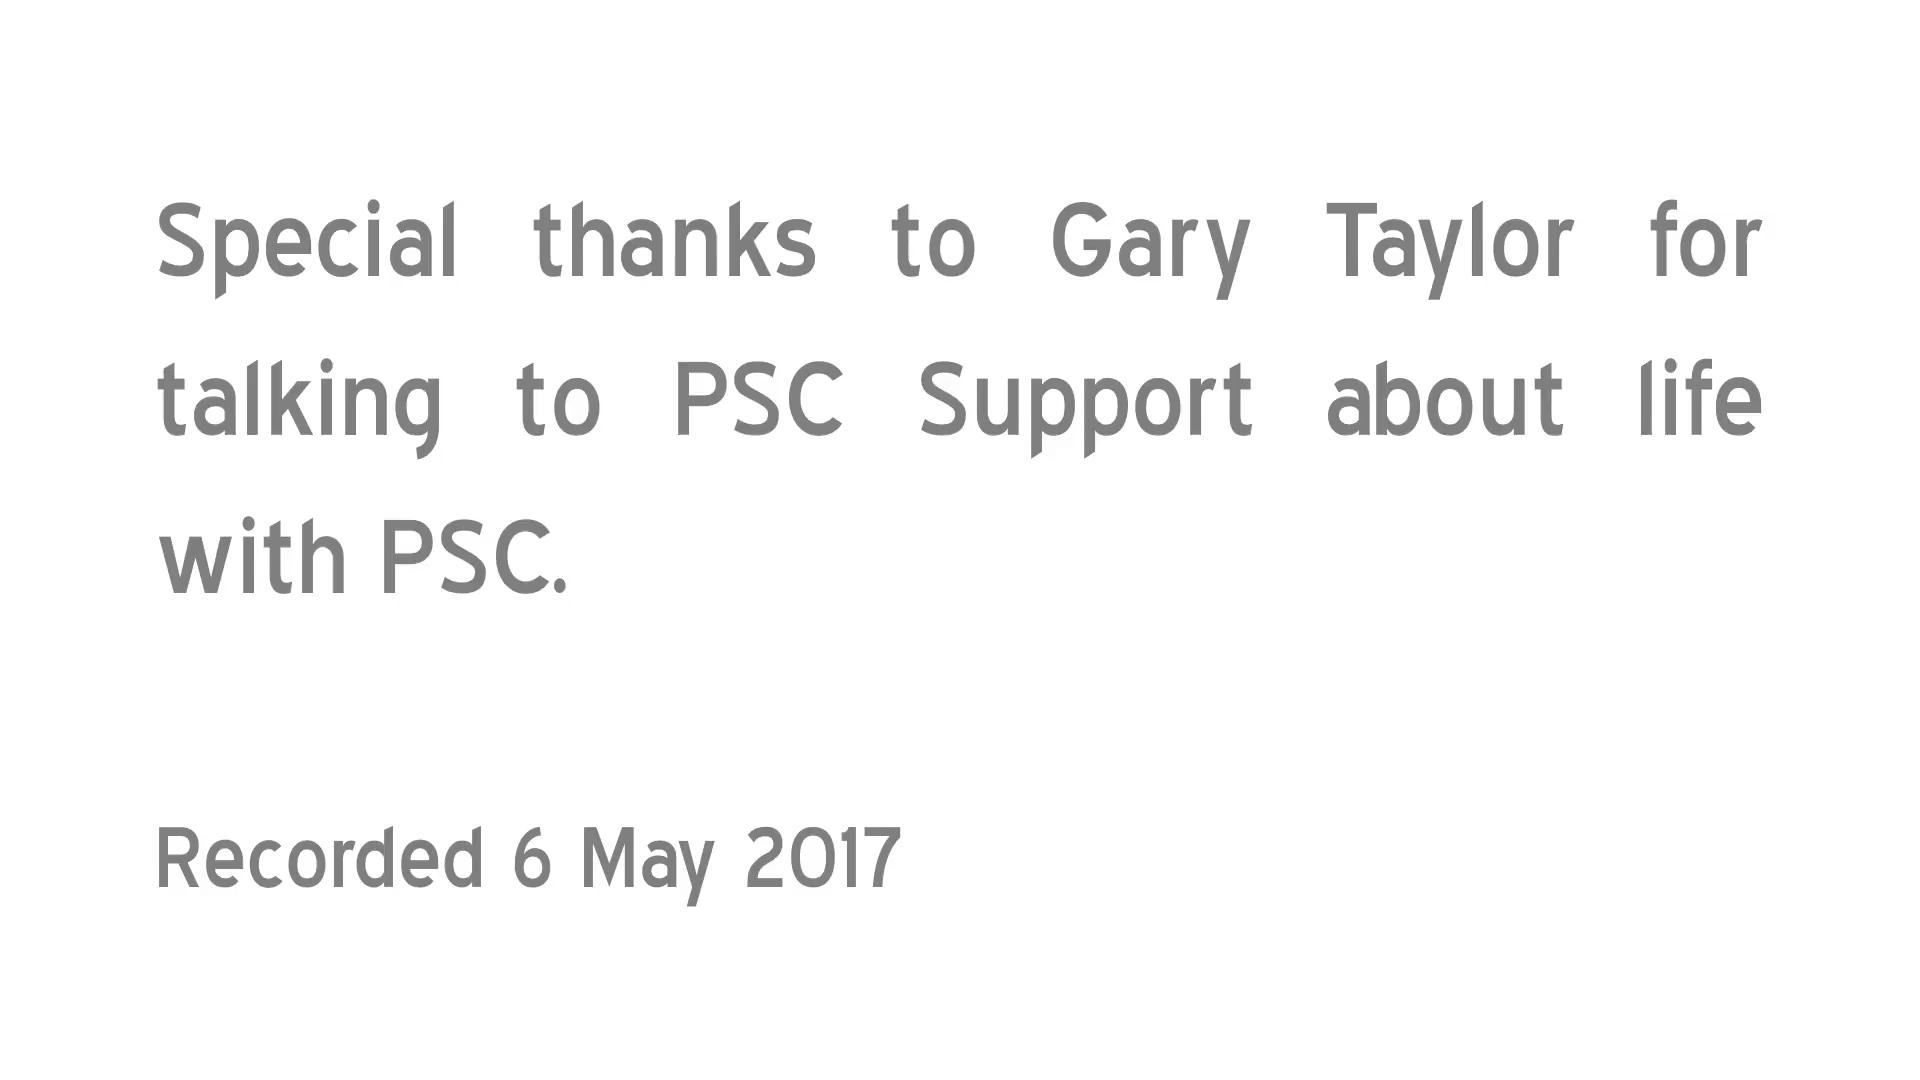 Special thanks to Gary Taylor for
talking to PSC Support about life
with PSC.
Recorded 6 May 2017